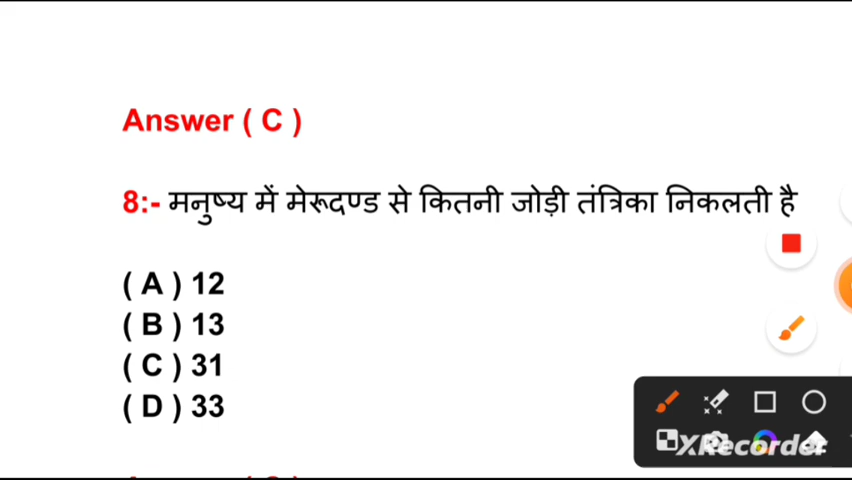 Answer ( C )
8:- मनुष्य में मेरूदण्ड से कितनी जोड़ी तंत्रिका निकलती है
( A ) 12
( B ) 13
( C ) 31
( D ) 33
XRecorder